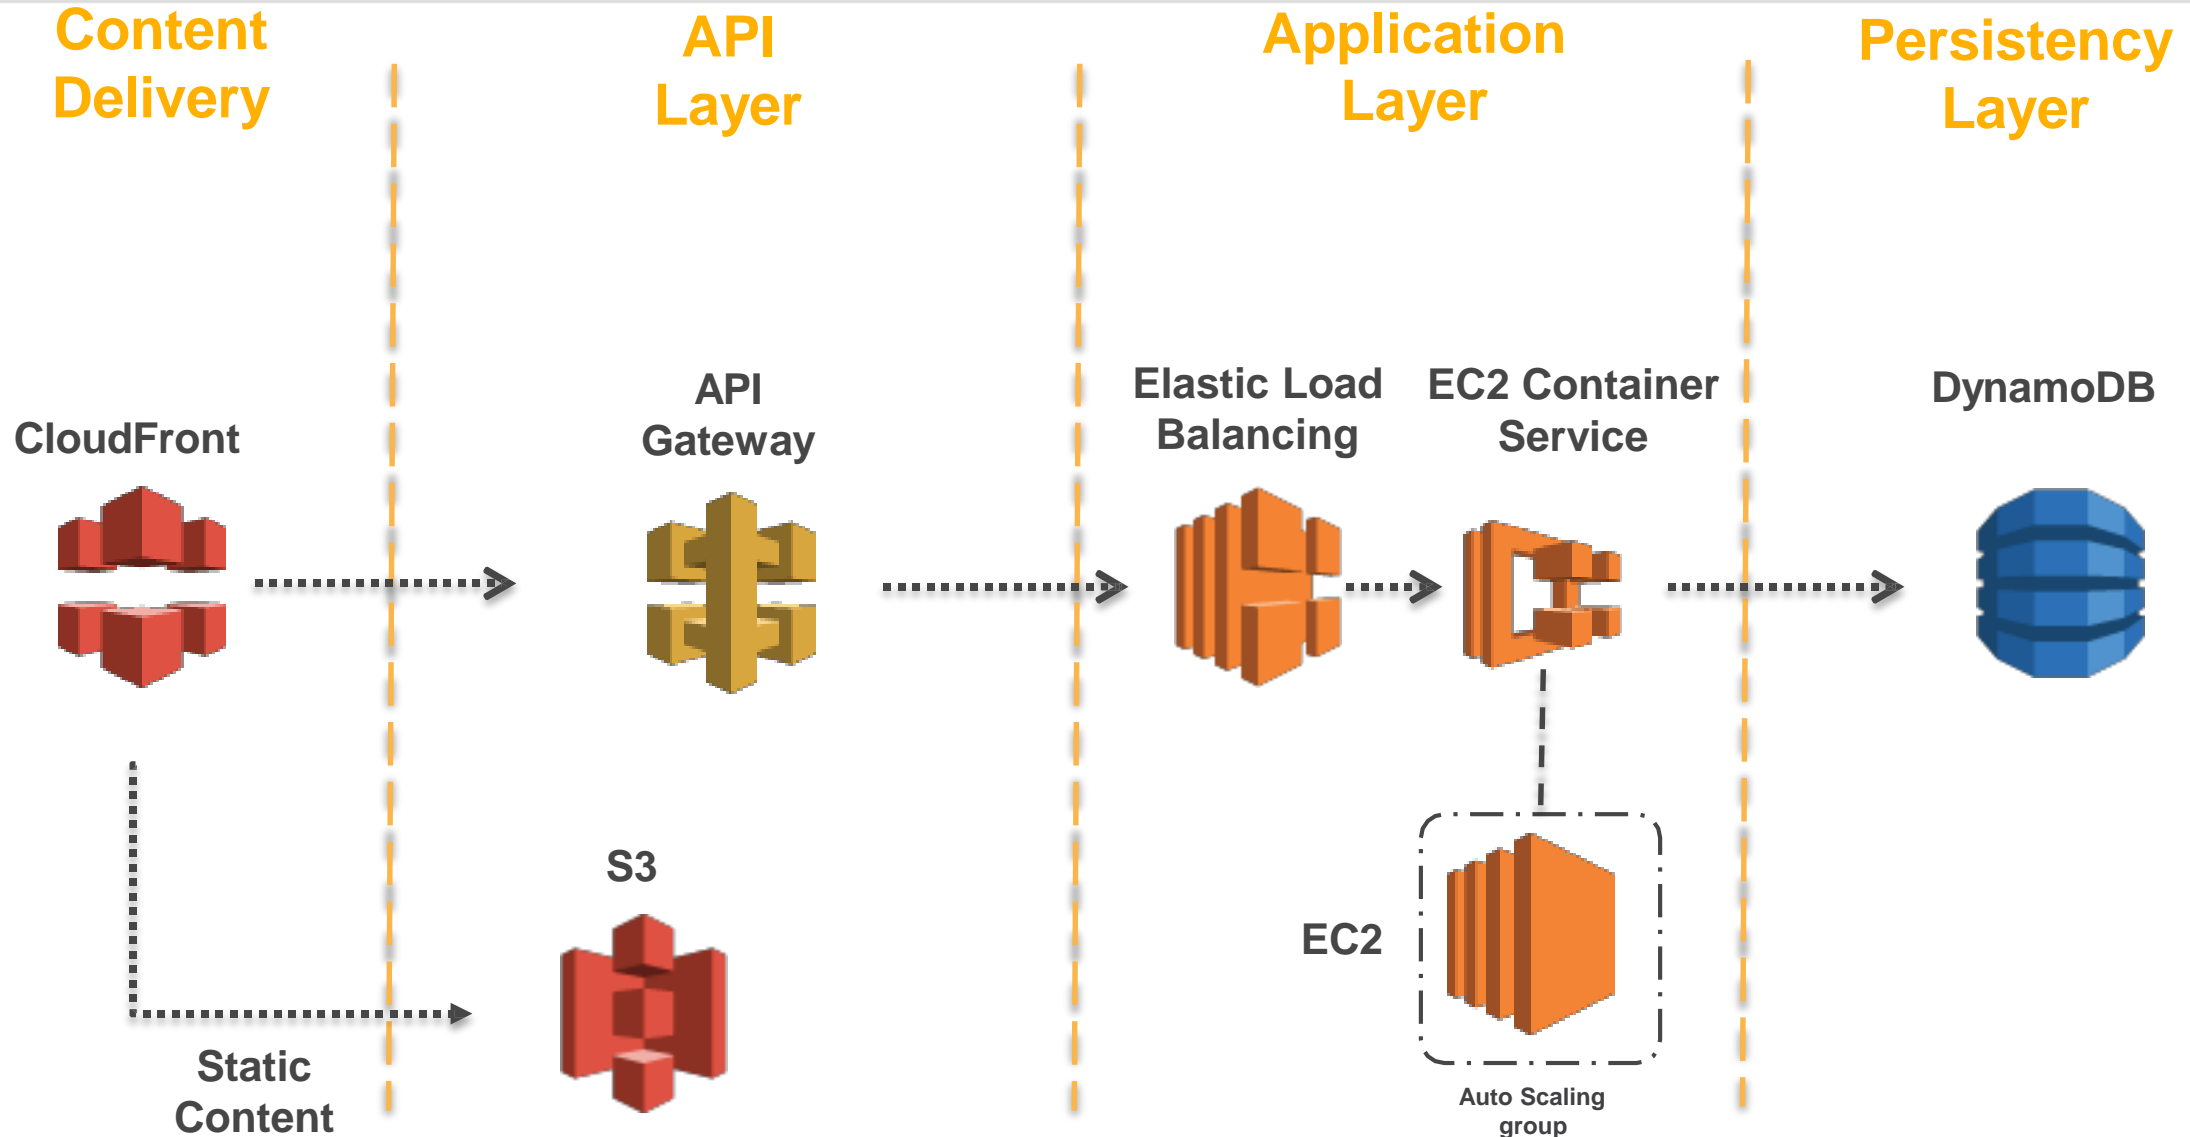 Content
Delivery
API
Layer
Application
Layer
Persistency
Layer
CloudFront
API
Gateway
Elastic Load
Balancing
EC2 Container
Service
DynamoDB
S3
EC2
Static
Content
Auto Scaling
group